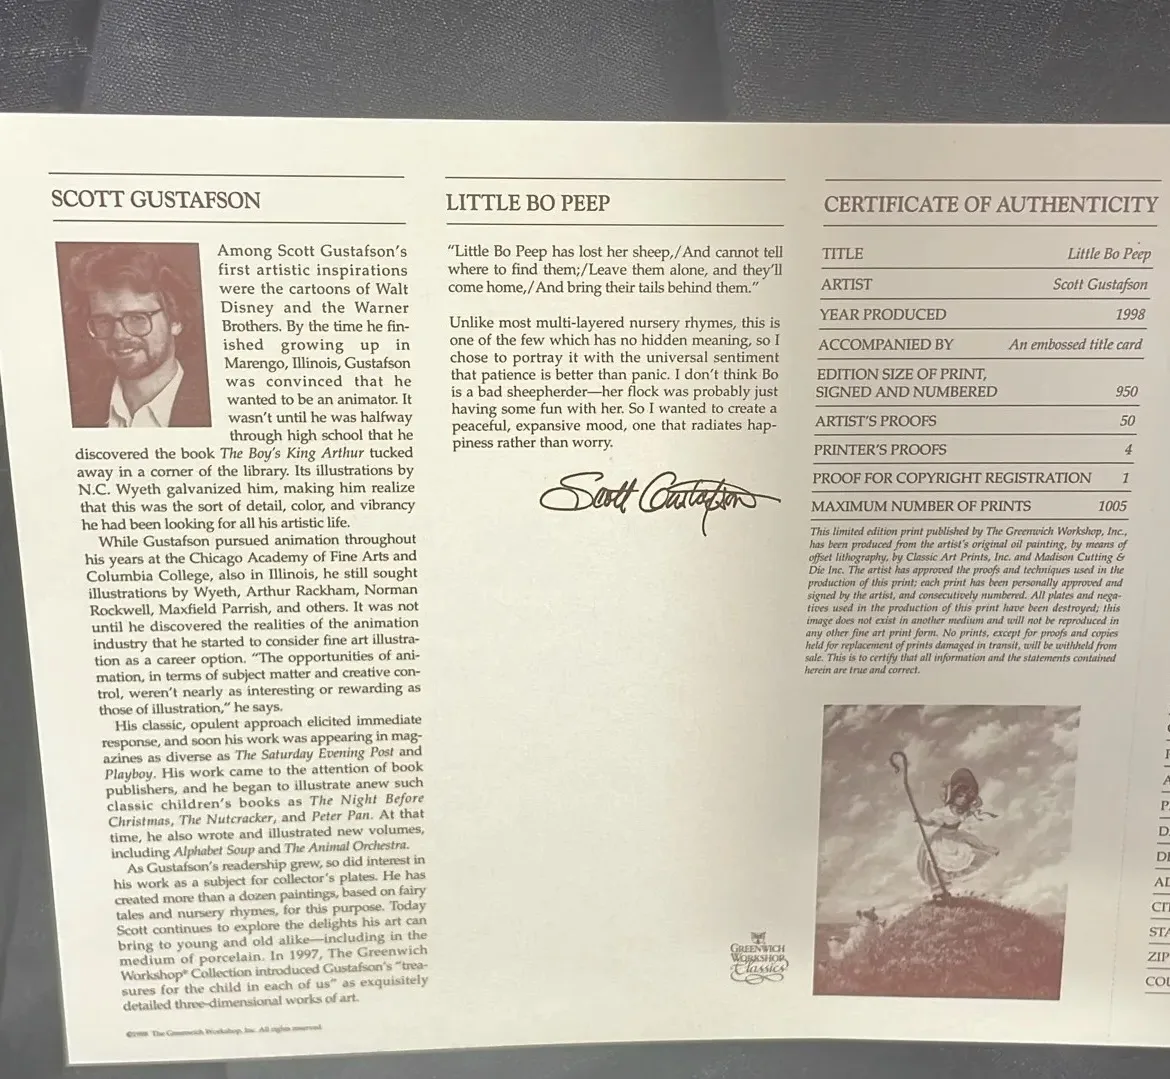 SCOTT GUSTAFSON
Among Scott Gustafson's
first artistic inspirations
were the cartoons of Walt
Disney and the Warner
Brothers. By the time he fin-
ished growing up in
Marengo, Illinois, Gustafson
was convinced that he
wanted to be an animator. It
wasn't until he was halfway
through high school that he
discovered the book The Boy's King Arthur tucked
away in a corner of the library. Its illustrations by
N.C. Wyeth galvanized him, making him realize
that this was the sort of detail, color, and vibrancy
he had been looking for all his artistic life.
While Gustafson pursued animation throughout
his years at the Chicago Academy of Fine Arts and
Columbia College, also in Illinois, he still sought
illustrations by Wyeth, Arthur Rackham, Norman
Rockwell, Maxfield Parrish, and others. It was not
until he discovered the realities of the animation
industry that he started to consider fine art illustra-
tion as a career option. "The opportunities of ani-
mation, in terms of subject matter and creative con-
trol, weren't nearly as interesting or rewarding as
those of illustration," he says.
His classic, opulent approach elicited immediate
response, and soon his work was appearing in mag-
azines as diverse as The Saturday Evening Post and
Playboy. His work came to the attention of book
publishers, and he began to illustrate anew such
classic children's books as The Night Before
Christmas, The Nutcracker, and Peter Pan. At that
time, he also wrote and illustrated new volumes,
including Alphabet Soup and The Animal Orchestra.
As Gustafson's readership grew, so did interest in
his work as a subject for collector's plates. He has
created more than a dozen paintings, based on fairy
tales and nursery rhymes, for this purpose. Today
Scott continues to explore the delights his art can
bring to young and old alike—including in the
medium of porcelain. In 1997, The Greenwich
Workshop® Collection introduced Gustafson's "trea-
sures for the child in each of us" as exquisitely
detailed three-dimensional works of art.
©1998 The Greenwich Workshop, Inc. All rights reserved.
LITTLE BO PEEP
"Little Bo Peep has lost her sheep,/And cannot tell
where to find them;/Leave them alone, and they'll
come home,/And bring their tails behind them."
Unlike most multi-layered nursery rhymes, this is
one of the few which has no hidden meaning, so I
chose to portray it with the universal sentiment
that patience is better than panic. I don't think Bo
is a bad sheepherder—her flock was probably just
having some fun with her. So I wanted to create a
peaceful, expansive mood, one that radiates hap-
piness rather than worry.
Scott Gustafson
GREENWICH
WORKSHOP
Classics
CERTIFICATE OF AUTHENTICITY
TITLE Little Bo Peep
ARTIST Scott Gustafson
YEAR PRODUCED 1998
ACCOMPANIED BY An embossed title card
EDITION SIZE OF PRINT,
SIGNED AND NUMBERED 950
ARTIST'S PROOFS 50
PRINTER'S PROOFS 4
PROOF FOR COPYRIGHT REGISTRATION 1
MAXIMUM NUMBER OF PRINTS 1005
This limited edition print published by The Greenwich Workshop, Inc.,
has been produced from the artist's original oil painting, by means of
offset lithography, by Classic Art Prints, Inc. and Madison Cutting &
Die Inc. The artist has approved the proofs and techniques used in the
production of this print; each print has been personally approved and
signed by the artist, and consecutively numbered. All plates and nega-
tives used in the production of this print have been destroyed; this
image does not exist in another medium and will not be reproduced in
any other fine art print form. No prints, except for proofs and copies
held for replacement of prints damaged in transit, will be withheld from
sale. This is to certify that all information and the statements contained
herein are true and correct.
ZIP